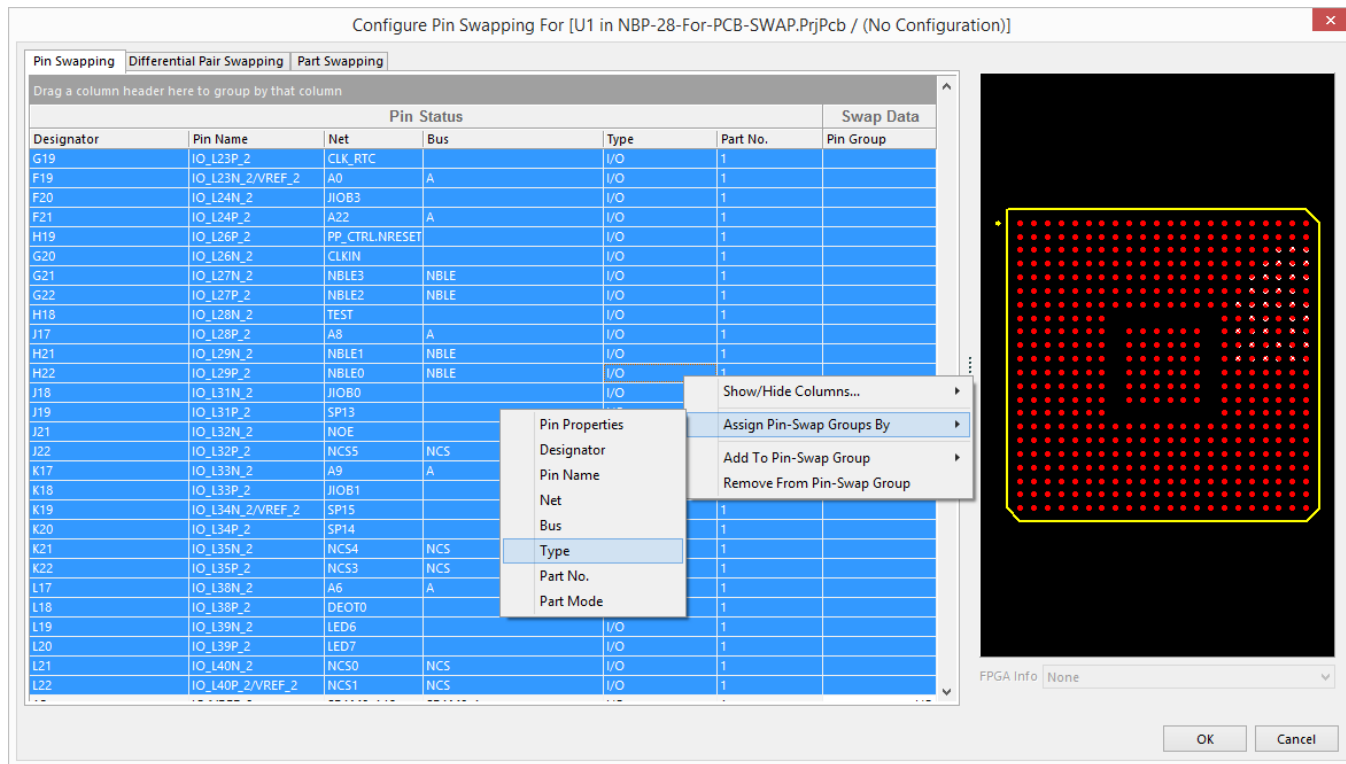 Configure Pin Swapping For [U1 in NBP-28-For-PCB-SWAP.PrjPcb / (No Configuration)]
Pin Swapping Differential Pair Swapping Part Swapping
Drag a column header here to group by that column
Pin Status Swap Data
Designator Pin Name Net Bus Type Part No. Pin Group
G19 IO_L23P_2 CLK_RTC I/O 1
F19 IO_L23N_2/VREF_2 A0 A I/O 1
F20 IO_L24N_2 JIOB3 I/O 1
F21 IO_L24P_2 A22 A I/O 1
H19 IO_L26P_2 PP_CTRL.NRESET I/O 1
G20 IO_L26N_2 CLKIN I/O 1
G21 IO_L27N_2 NBLE3 NBLE I/O 1
G22 IO_L27P_2 NBLE2 NBLE I/O 1
H18 IO_L28N_2 TEST I/O 1
J17 IO_L28P_2 A8 A I/O 1
H21 IO_L29N_2 NBLE1 NBLE I/O 1
H22 IO_L29P_2 NBLE0 NBLE I/O 1
J18 IO_L31N_2 JIOB0 I/O
J19 IO_L31P_2 SP13
J21 IO_L32N_2 NOE
J22 IO_L32P_2 NCS5 NCS
K17 IO_L33N_2 A9 A
K18 IO_L33P_2 JIOB1
K19 IO_L34N_2/VREF_2 SP15 1
K20 IO_L34P_2 SP14 1
K21 IO_L35N_2 NCS4 NCS 1
K22 IO_L35P_2 NCS3 NCS 1
L17 IO_L38N_2 A6 A 1
L18 IO_L38P_2 DEOT0 1
L19 IO_L39N_2 LED6 I/O 1
L20 IO_L39P_2 LED7 I/O 1
L21 IO_L40N_2 NCS0 NCS I/O 1
L22 IO_L40P_2/VREF_2 NCS1 NCS I/O 1
Show/Hide Columns...
Assign Pin-Swap Groups By
Add To Pin-Swap Group
Remove From Pin-Swap Group
Pin Properties
Designator
Pin Name
Net
Bus
Type
Part No.
Part Mode
FPGA Info None
OK Cancel